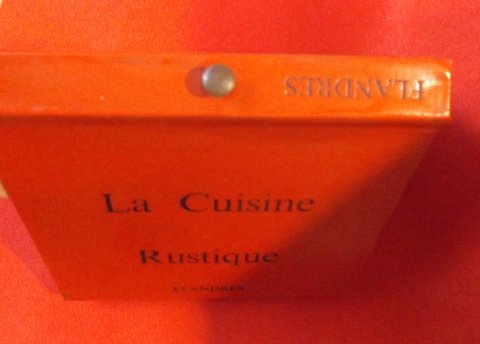 FLANDRES
La Cuisine
Rustique
FLANDRES